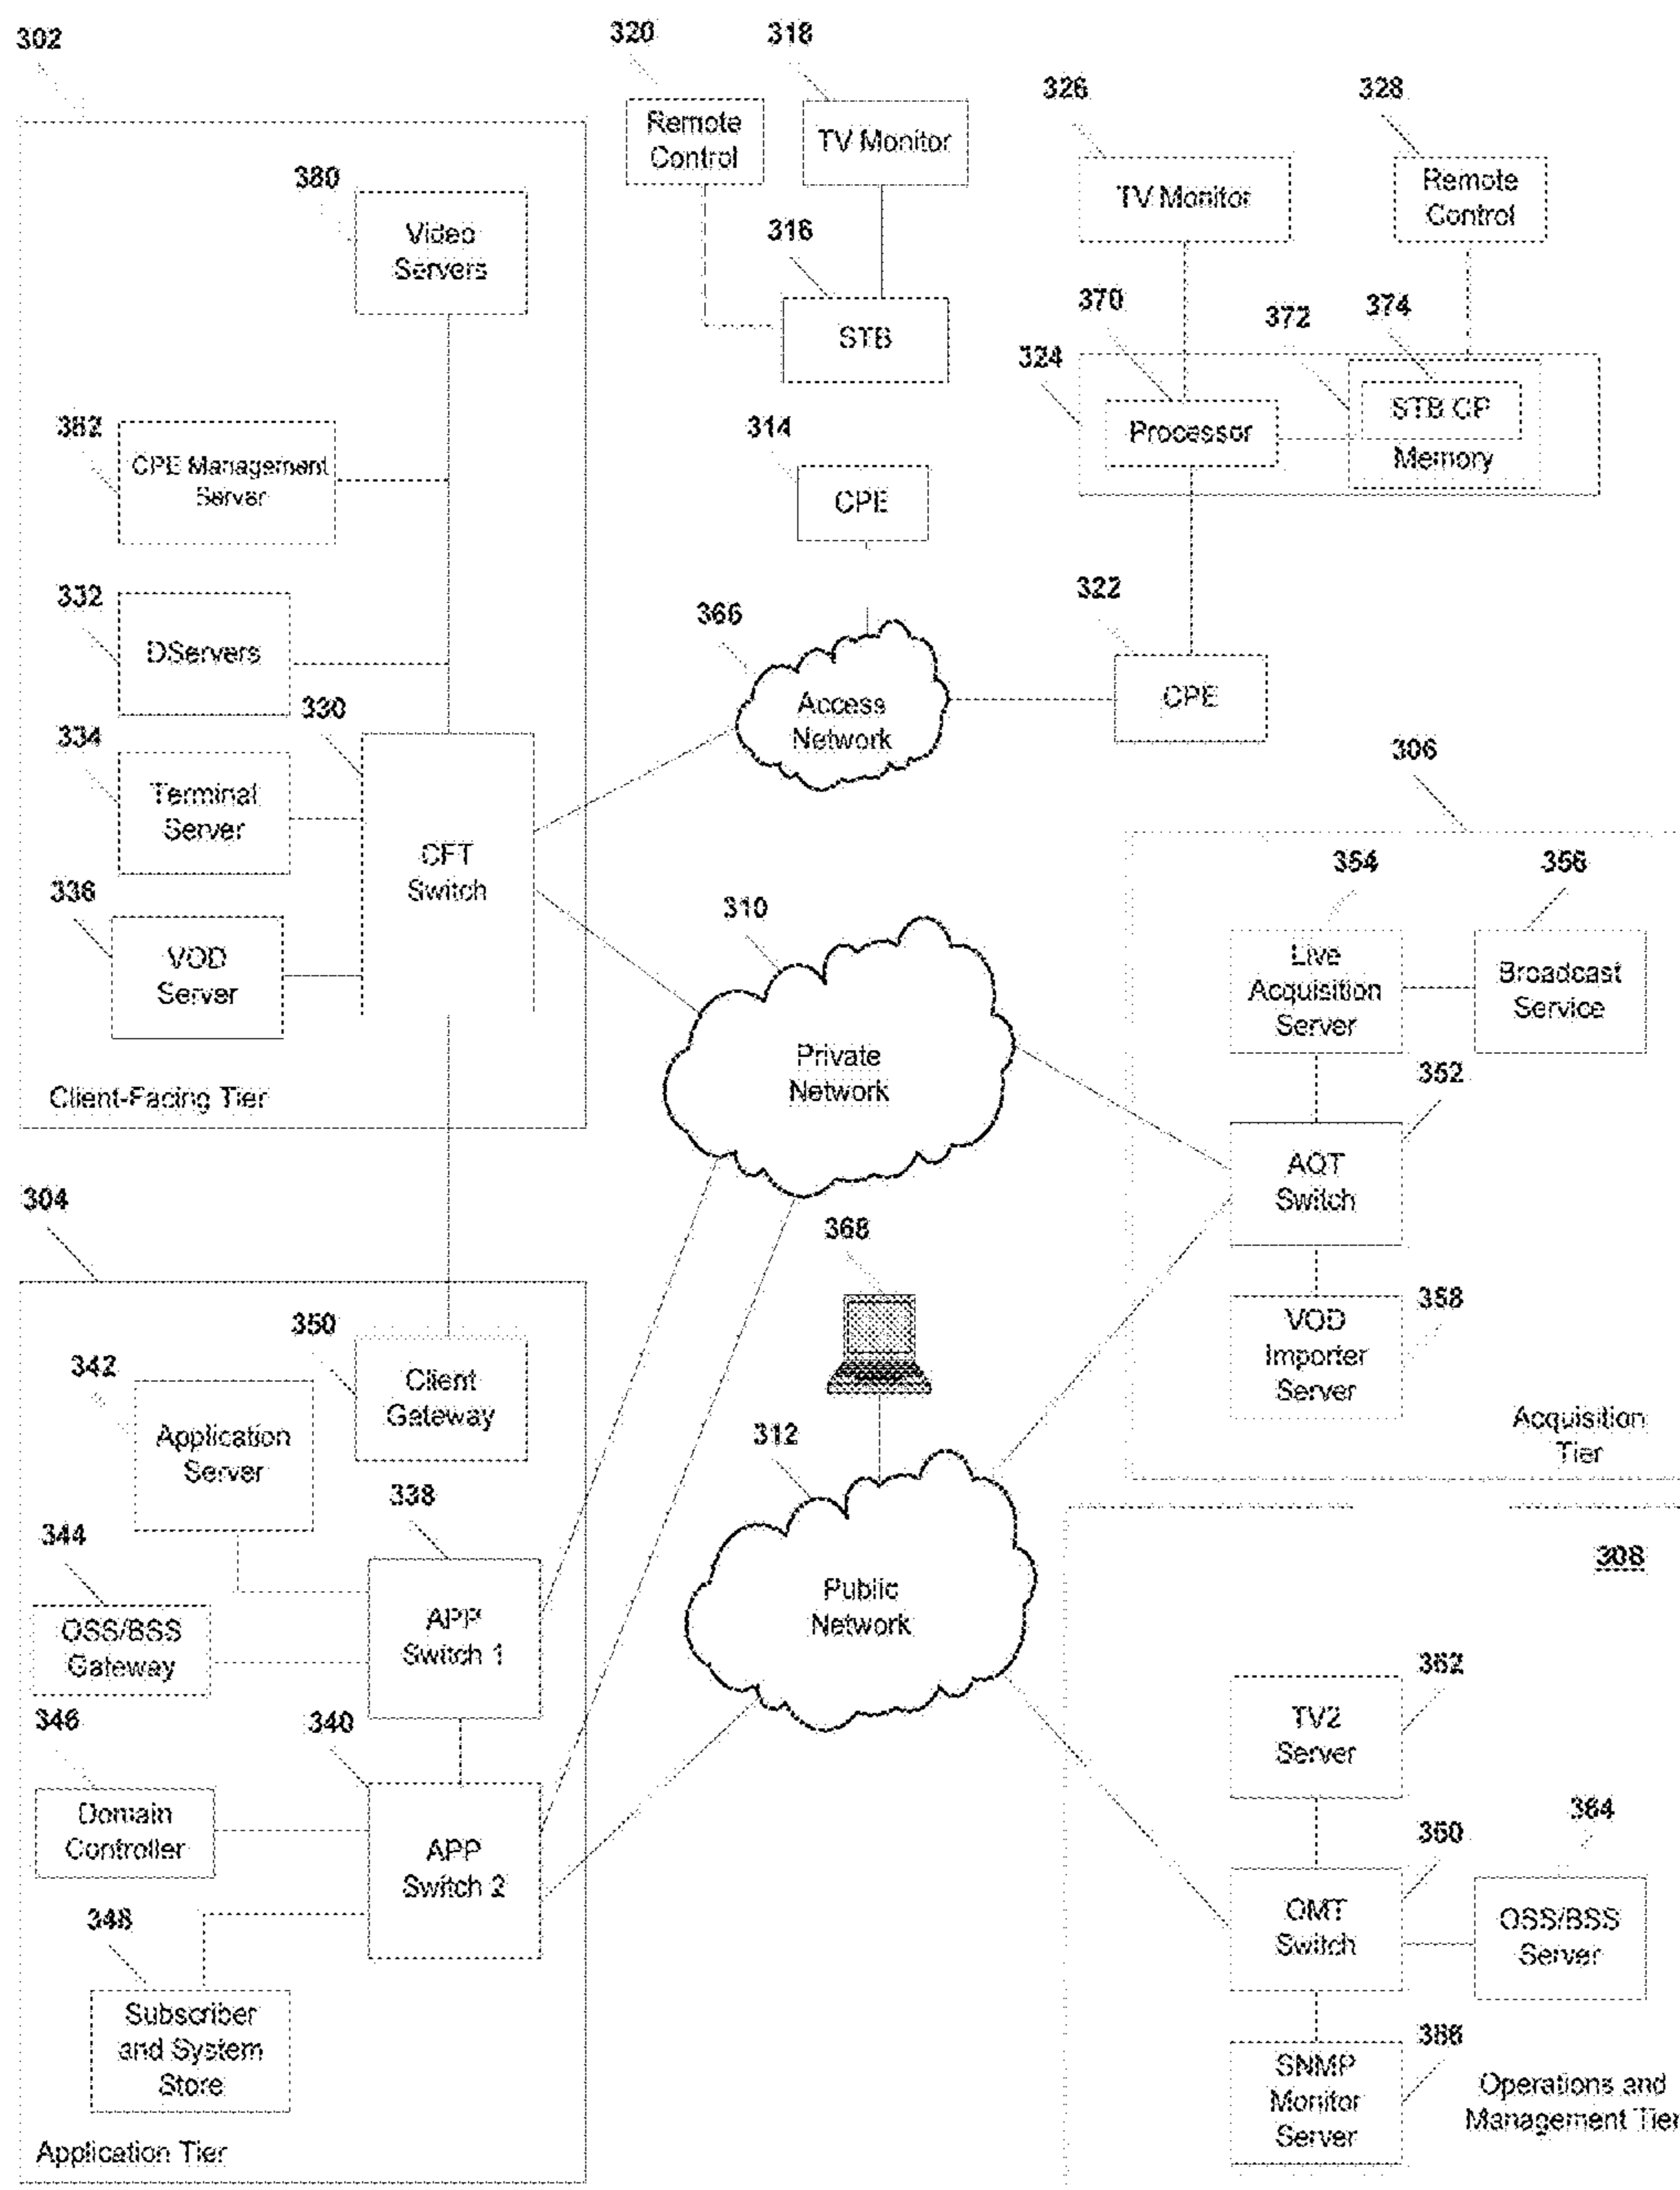 302
320
318
326
328
Remote
Control
TV Monitor
TV Monitor
Remote
Control
380
Video
Servers
316
STB
370
372
374
324
Processor
STB CP
Memory
382
CPE Management
Server
314
CPE
322
CPE
332
DServers
366
Access
Network
330
334
Terminal
Server
CFT
Switch
336
VOD
Server
Client-Facing Tier
310
Private
Network
306
354
356
Live
Acquisition
Server
Broadcast
Service
352
AQT
Switch
358
VOD
Importer
Server
Acquisition
Tier
304
368
350
Client
Gateway
342
Application
Server
312
Public
Network
338
344
OSS/BSS
Gateway
APP
Switch 1
346
340
Domain
Controller
APP
Switch 2
348
Subscriber
and System
Store
Application Tier
308
362
TV2
Server
360
364
OMT
Switch
OSS/BSS
Server
SNMP
Monitor
Server
Operations and
Management Tier